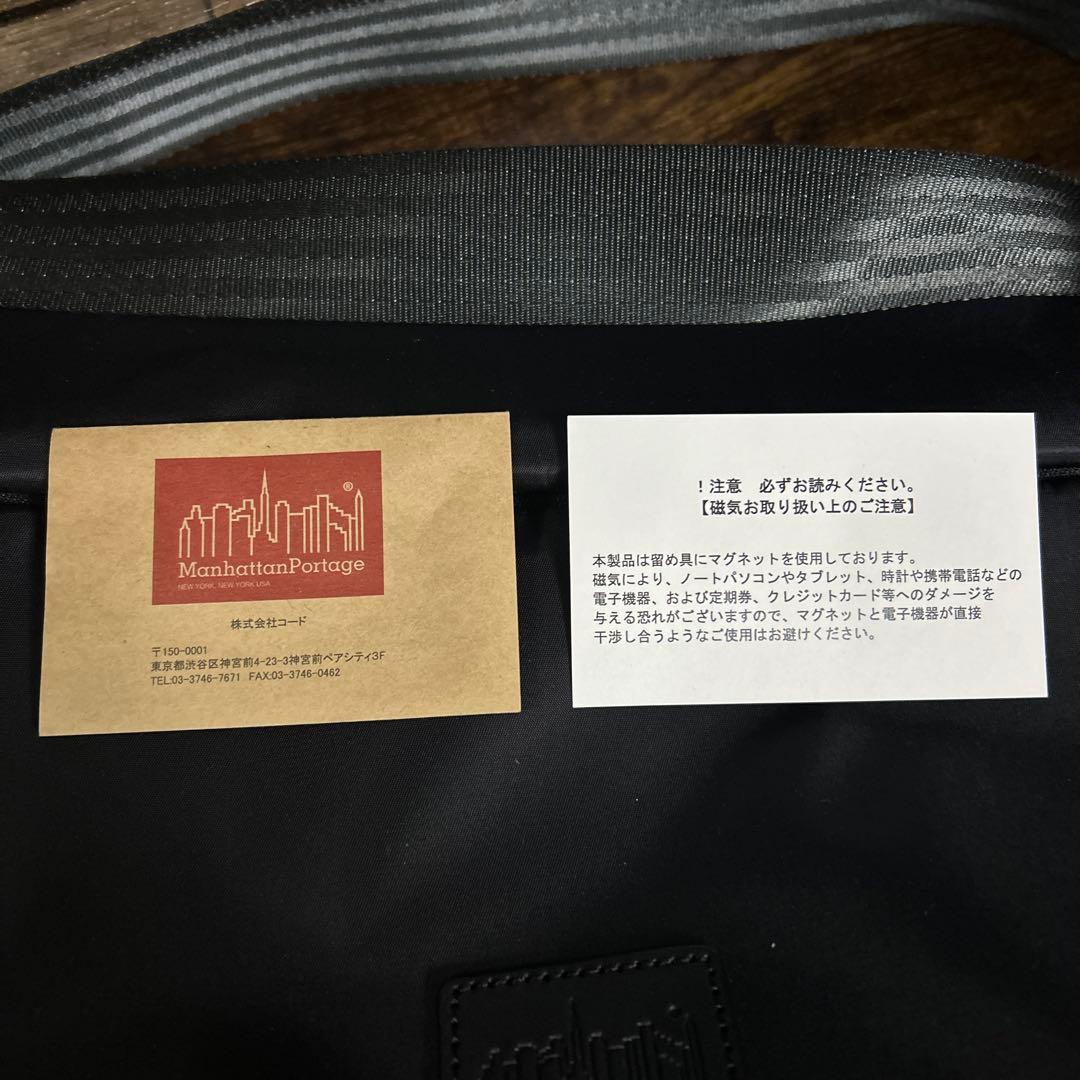 ®
ManhattanPortage
NEW YORK, NEW YORK USA
株式会社コード
〒150-0001
東京都渋谷区神宮前4-23-3神宮前ペアシティ3F
TEL:03-3746-7671 FAX:03-3746-0462
！注意　必ずお読みください。
【磁気お取り扱い上のご注意】
本製品は留め具にマグネットを使用しております。
磁気により、ノートパソコンやタブレット、時計や携帯電話などの
電子機器、および定期券、クレジットカード等へのダメージを
与える恐れがございますので、マグネットと電子機器が直接
干渉し合うようなご使用はお避けください。